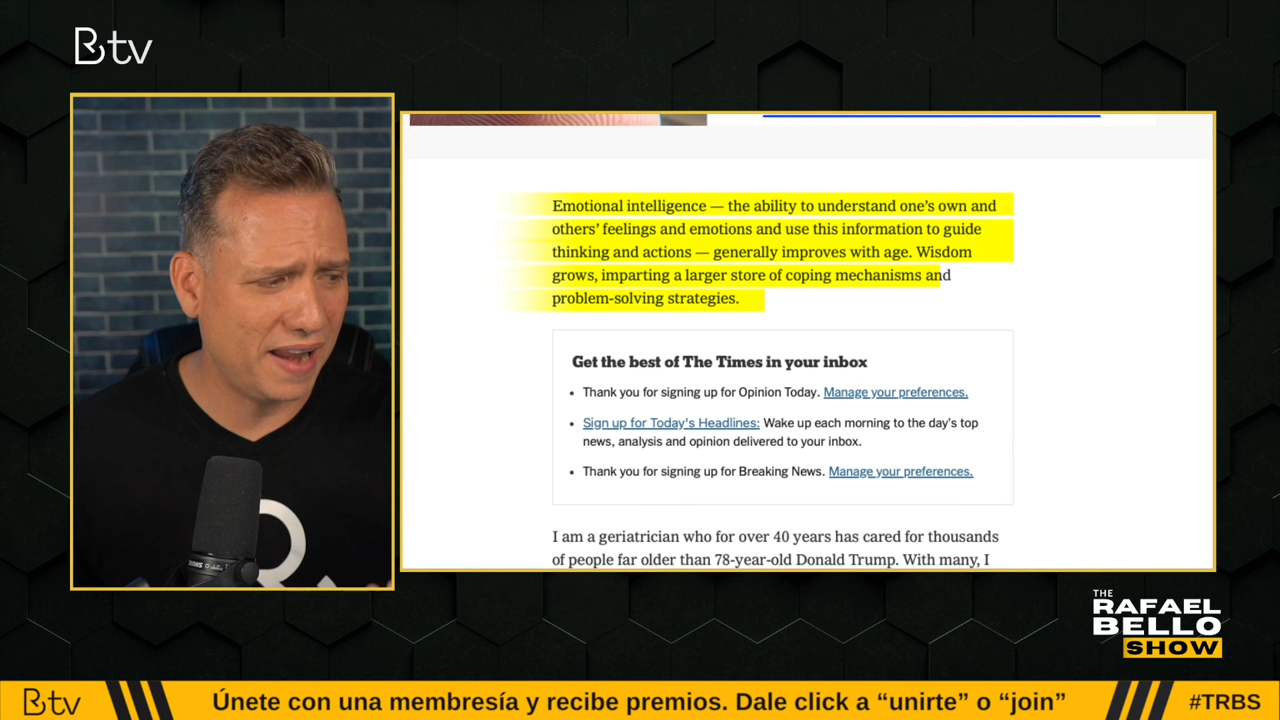 Btv
Emotional intelligence — the ability to understand one’s own and
others’ feelings and emotions and use this information to guide
thinking and actions — generally improves with age. Wisdom
grows, imparting a larger store of coping mechanisms and
problem-solving strategies.
Get the best of The Times in your inbox
• Thank you for signing up for Opinion Today. Manage your preferences.
• Sign up for Today's Headlines: Wake up each morning to the day’s top
news, analysis and opinion delivered to your inbox.
• Thank you for signing up for Breaking News. Manage your preferences.
I am a geriatrician who for over 40 years has cared for thousands
of people far older than 78-year-old Donald Trump. With many, I
THE
RAFAEL
BELLO
SHOW
Btv
Únete con una membresía y recibe premios. Dale click a “unirte” o “join”
#TRBS